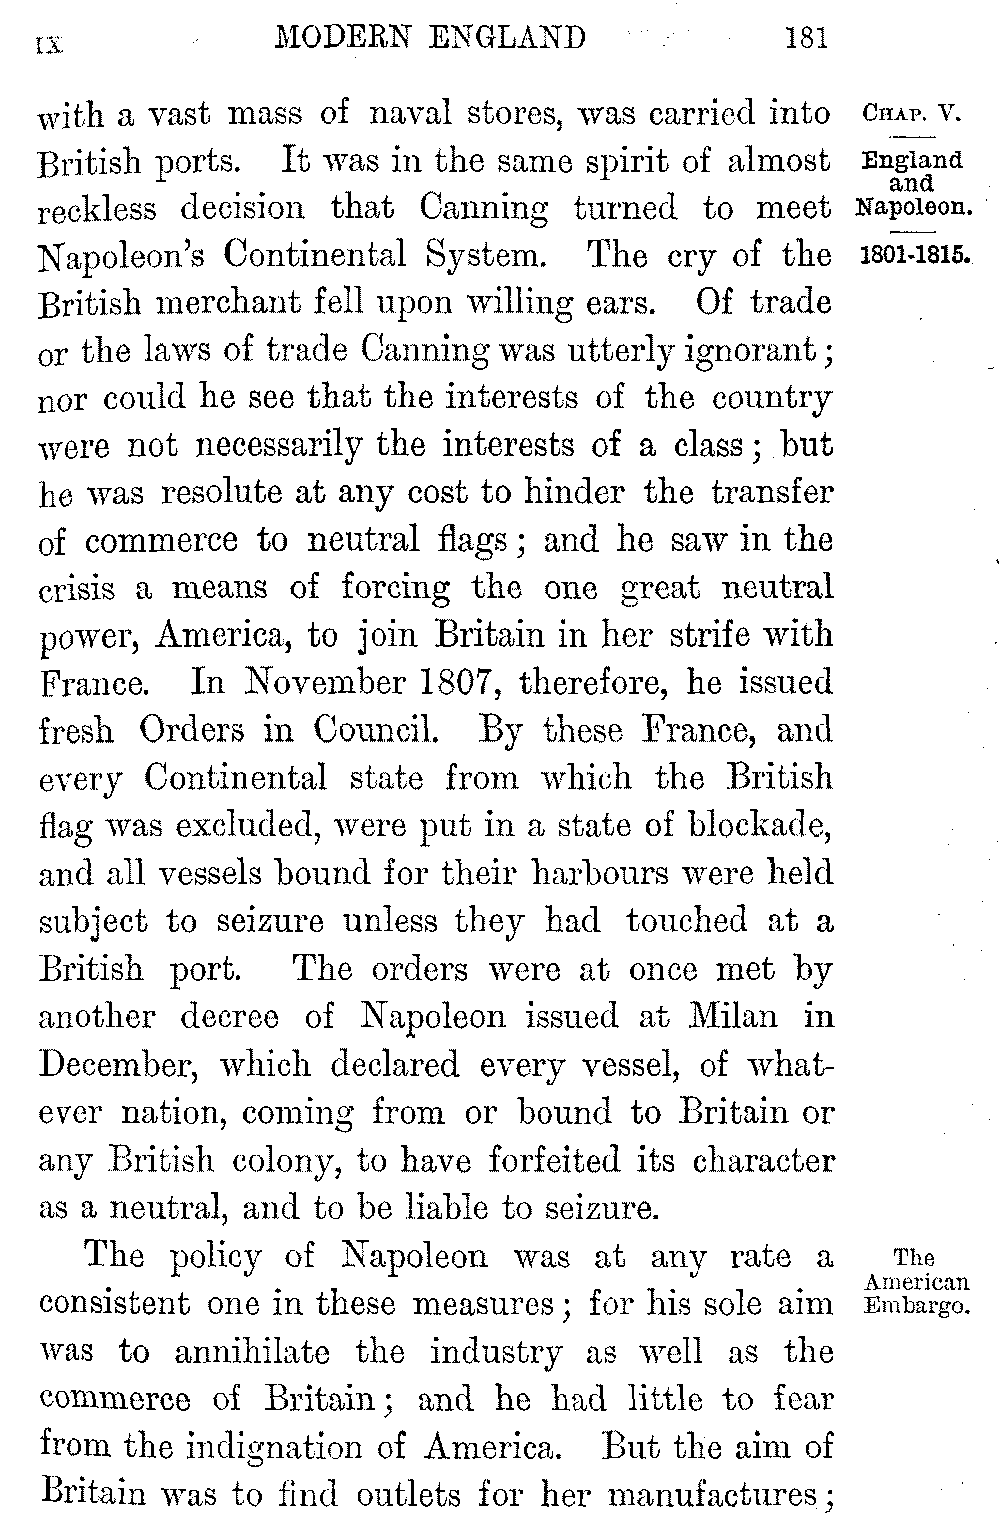 IX MODERN ENGLAND 181
with a vast mass of naval stores, was carried into
British ports. It was in the same spirit of almost
reckless decision that Canning turned to meet
Napoleon's Continental System. The cry of the
British merchant fell upon willing ears. Of trade
or the laws of trade Canning was utterly ignorant;
nor could he see that the interests of the country
were not necessarily the interests of a class; but
he was resolute at any cost to hinder the transfer
of commerce to neutral flags; and he saw in the
crisis a means of forcing the one great neutral
power, America, to join Britain in her strife with
France. In November 1807, therefore, he issued
fresh Orders in Council. By these France, and
every Continental state from which the British
flag was excluded, were put in a state of blockade,
and all vessels bound for their harbours were held
subject to seizure unless they had touched at a
British port. The orders were at once met by
another decree of Napoleon issued at Milan in
December, which declared every vessel, of what-
ever nation, coming from or bound to Britain or
any British colony, to have forfeited its character
as a neutral, and to be liable to seizure.
The policy of Napoleon was at any rate a
consistent one in these measures; for his sole aim
was to annihilate the industry as well as the
commerce of Britain; and he had little to fear
from the indignation of America. But the aim of
Britain was to find outlets for her manufactures;
CHAP. V.
England
and
Napoleon.
1801-1815.
The
American
Embargo.